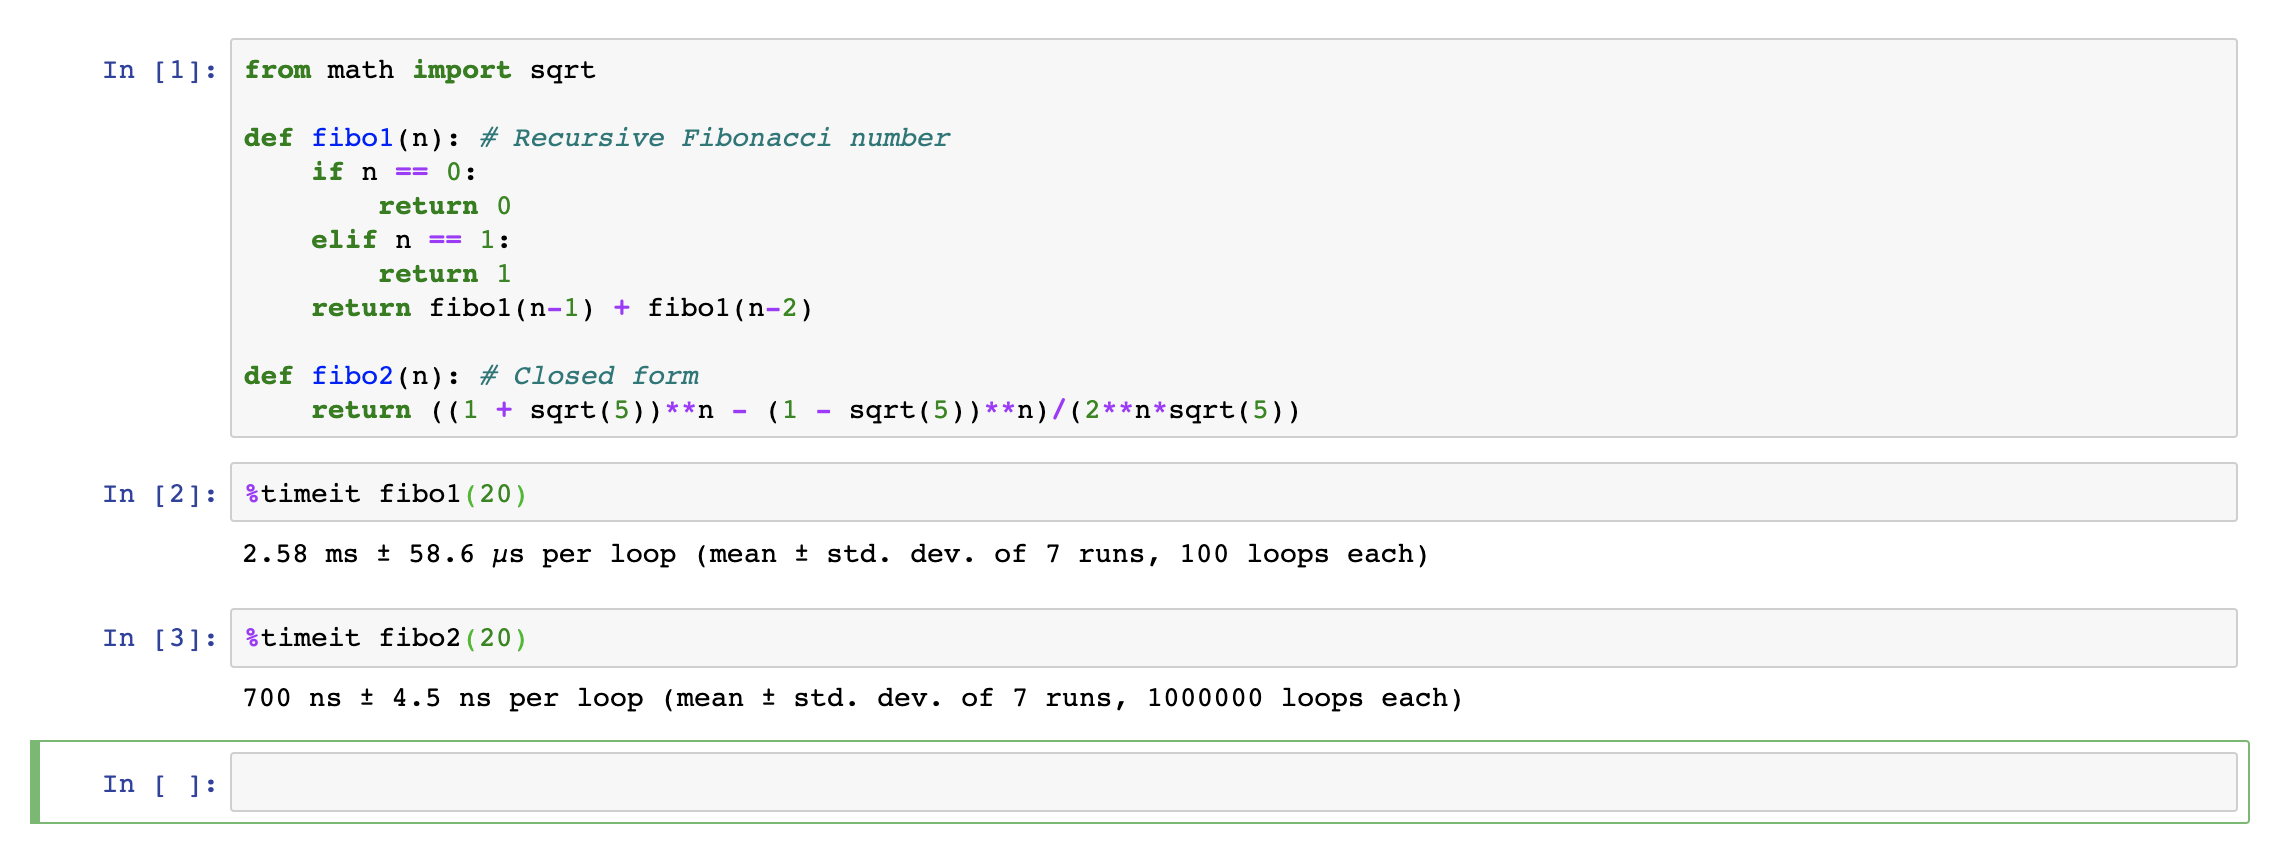 In [1]: from math import sqrt
def fibo1(n): # Recursive Fibonacci number
    if n == 0:
        return 0
    elif n == 1:
        return 1
    return fibo1(n-1) + fibo1(n-2)
def fibo2(n): # Closed form
    return ((1 + sqrt(5))**n - (1 - sqrt(5))**n)/(2**n*sqrt(5))
In [2]: %timeit fibo1(20)
2.58 ms ± 58.6 µs per loop (mean ± std. dev. of 7 runs, 100 loops each)
In [3]: %timeit fibo2(20)
700 ns ± 4.5 ns per loop (mean ± std. dev. of 7 runs, 1000000 loops each)
In [ ]: